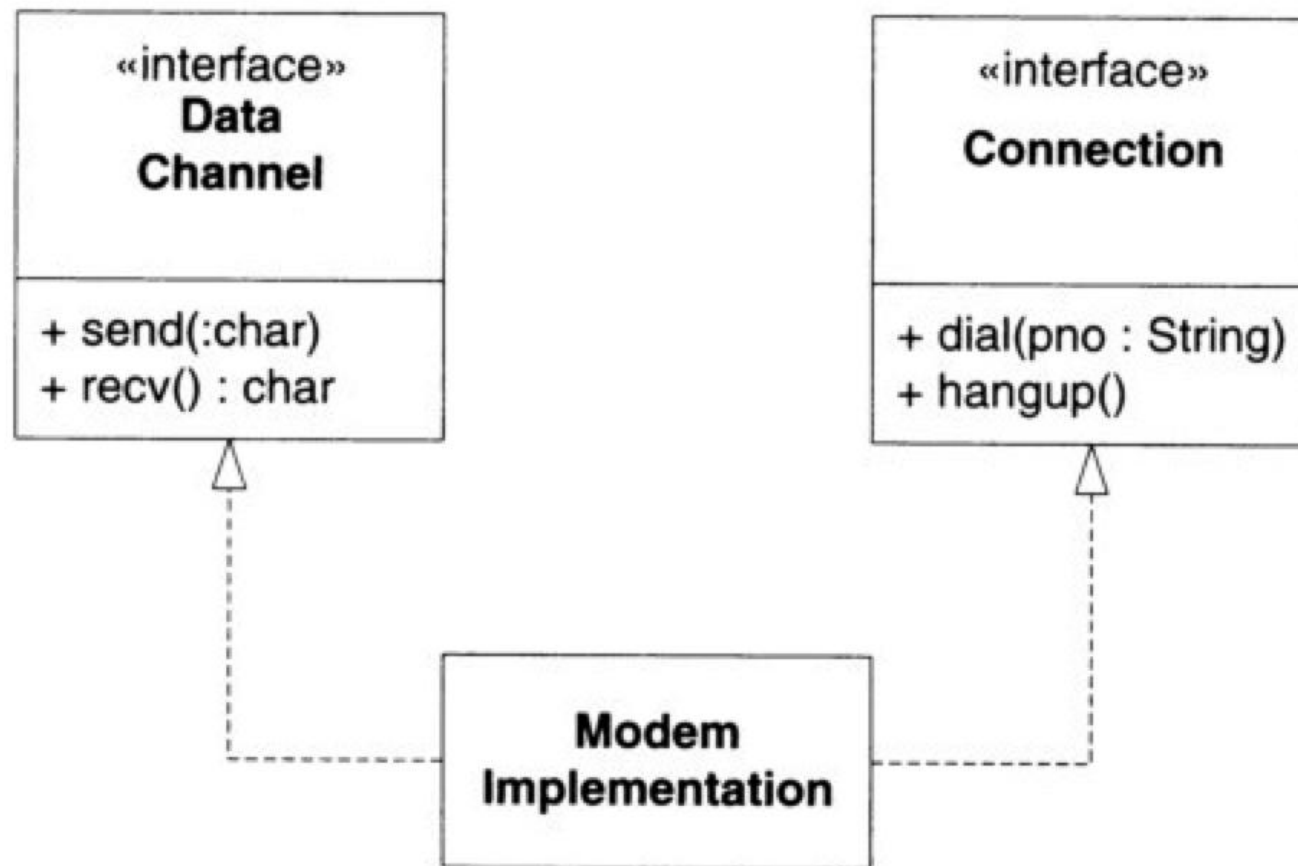 «interface»
Data
Channel
+ send(:char)
+ recv() : char
«interface»
Connection
+ dial(pno : String)
+ hangup()
Modem
Implementation